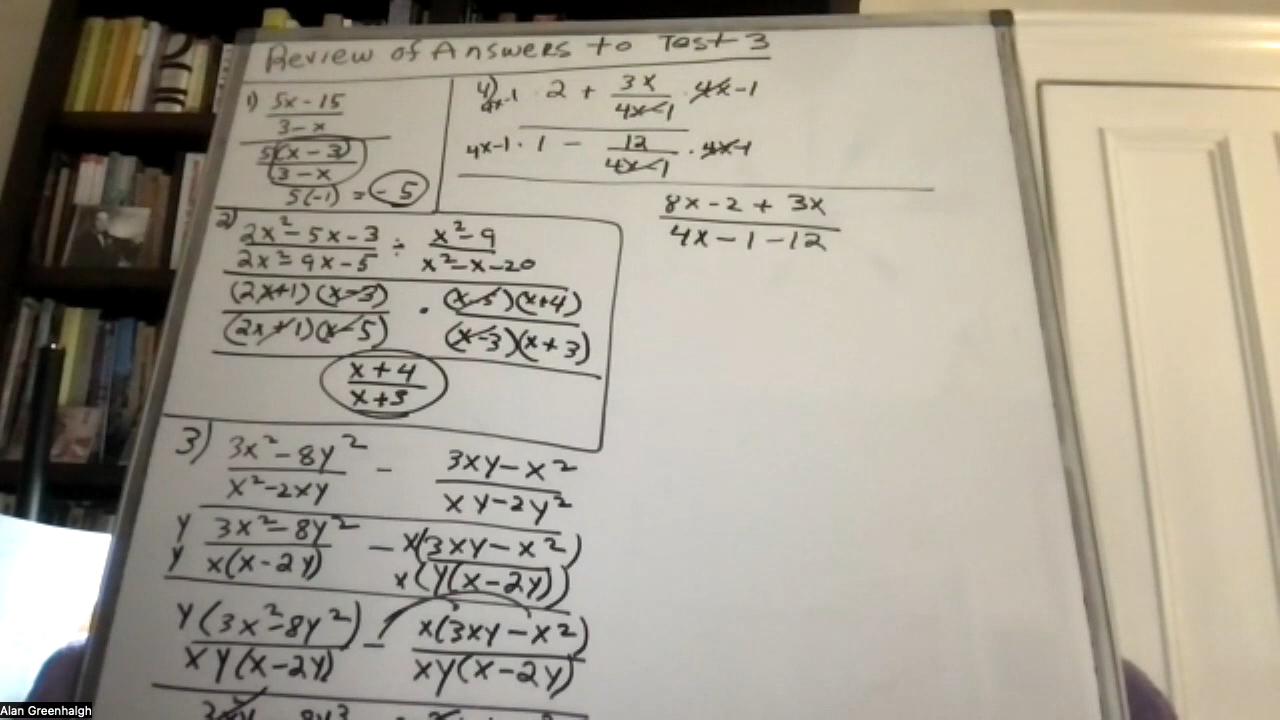 Review of Answers to Test 3
1) 5x - 15
3 - x
5(x - 3)
3 - x
5(-1) = -5
2) 2x² - 5x - 3 ÷ x² - 9
2x² - 9x - 5 x² - x - 20
(2x+1)(x-3) · (x-5)(x+4)
(2x+1)(x-5) (x-3)(x+3)
x + 4
x + 3
3) 3x² - 8y² - 3xy - x²
x² - 2xy xy - 2y²
y 3x² - 8y² - x(3xy - x²)
y x(x - 2y) x(y(x - 2y))
y(3x² - 8y²) - x(3xy - x²)
xy(x - 2y) xy(x - 2y)
4) 4x-1 · 2 + 3x · 4x-1
4x-1
4x-1 · 1 - 12 · 4x-1
4x-1
8x - 2 + 3x
4x - 1 - 12
Alan Greenhalgh